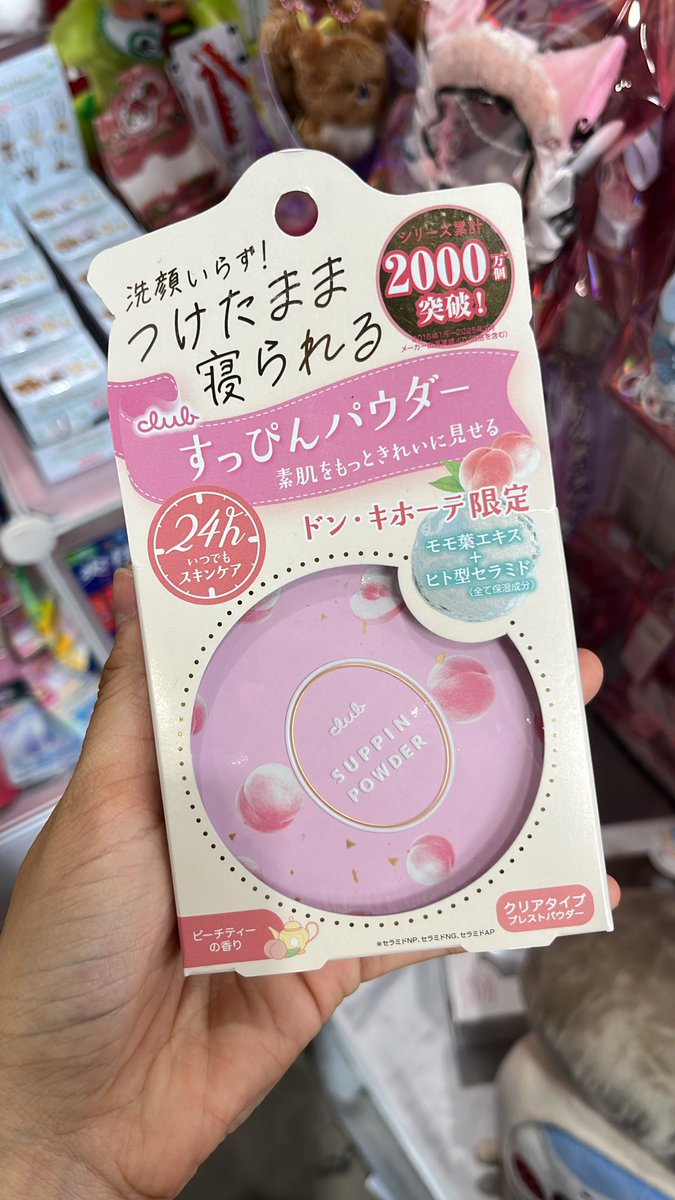 洗顔いらず!
つけたまま
寝られる
シリーズ累計
2000万個
突破!
club
すっぴんパウダー
素肌をもっときれいに見せる
24h
いつでも
スキンケア
ドン・キホーテ限定
モモ葉エキス
+
ヒト型セラミド
(全て保湿成分)
club
SUPPIN
POWDER
ピーチティー
の香り
クリアタイプ
プレストパウダー
※セラミドNP、セラミドNG、セラミドAP